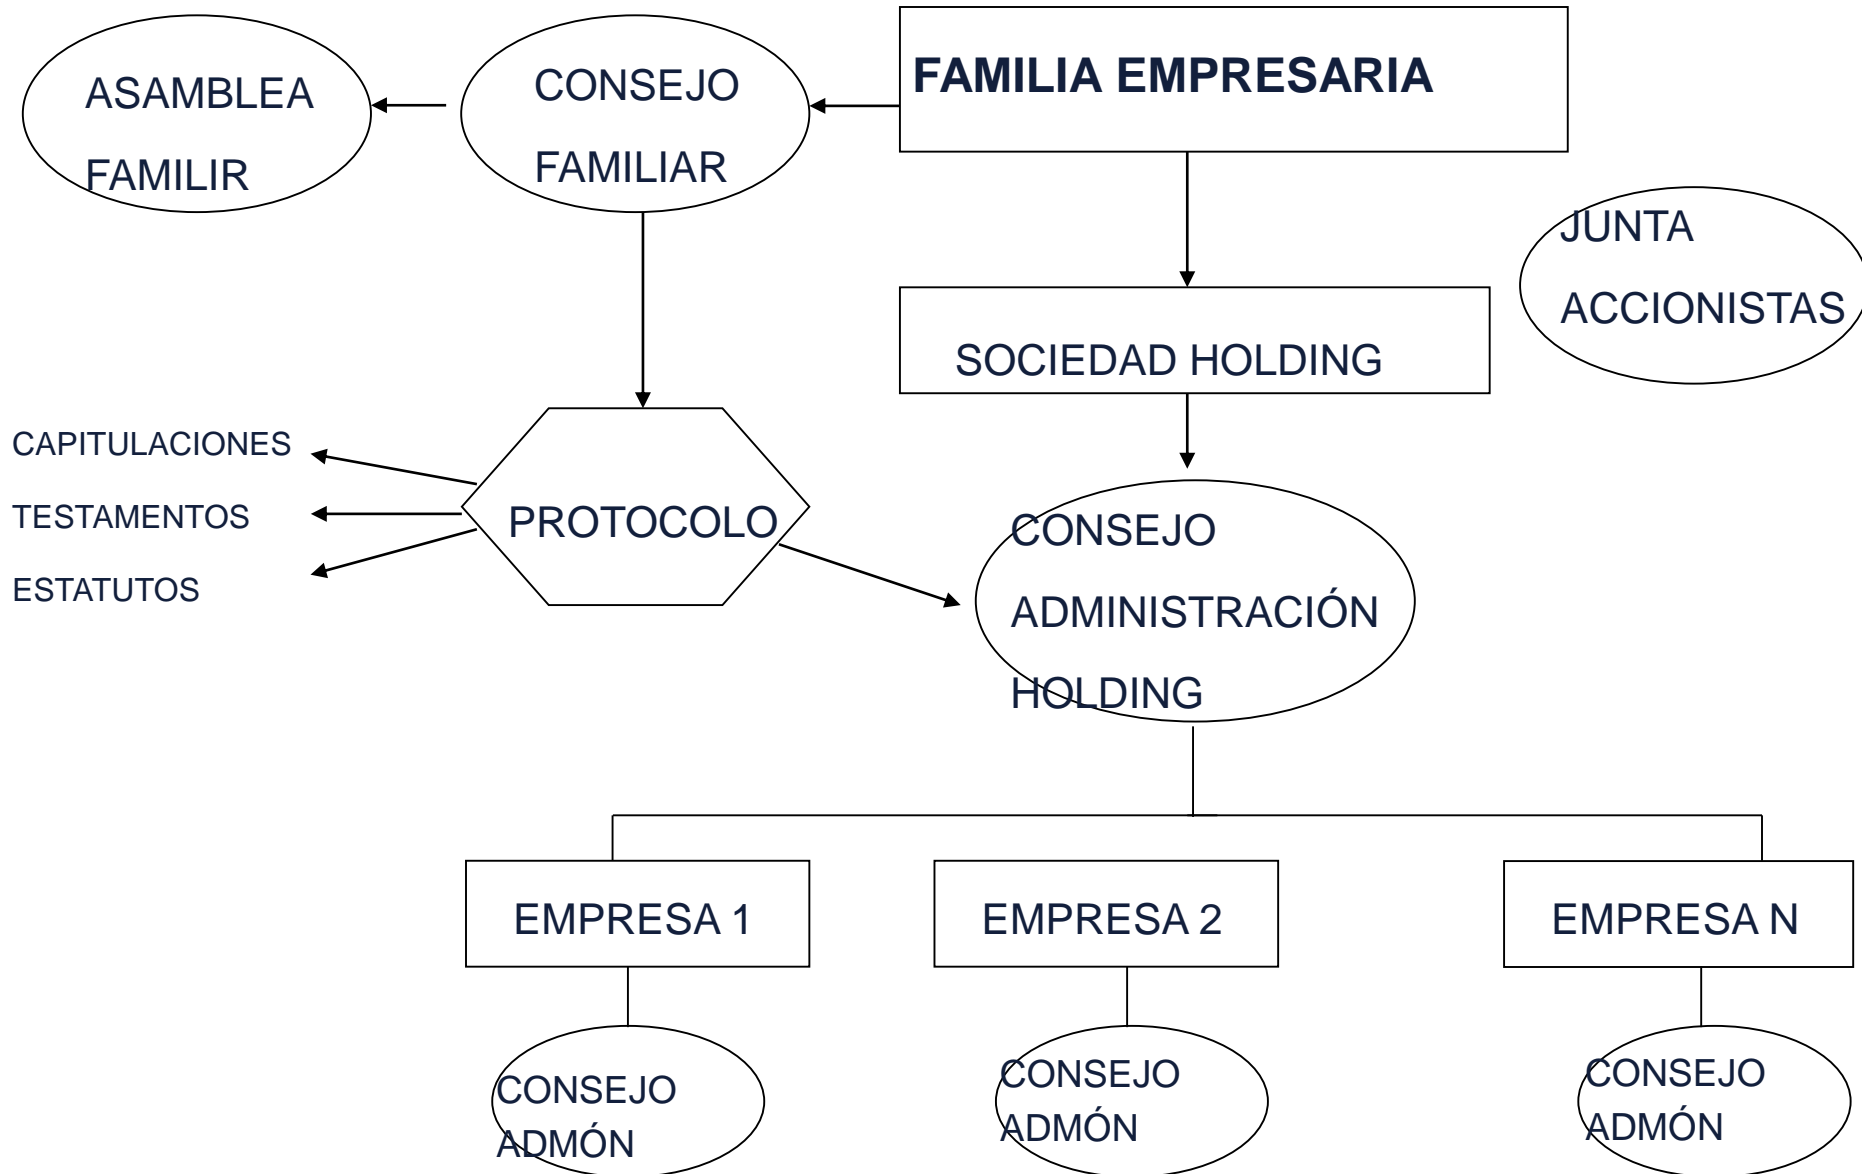 ASAMBLEA
FAMILIR
CONSEJO
FAMILIAR
FAMILIA EMPRESARIA
JUNTA
ACCIONISTAS
SOCIEDAD HOLDING
CAPITULACIONES
TESTAMENTOS
ESTATUTOS
PROTOCOLO
CONSEJO
ADMINISTRACIÓN
HOLDING
EMPRESA 1
EMPRESA 2
EMPRESA N
CONSEJO
ADMÓN
CONSEJO
ADMÓN
CONSEJO
ADMÓN